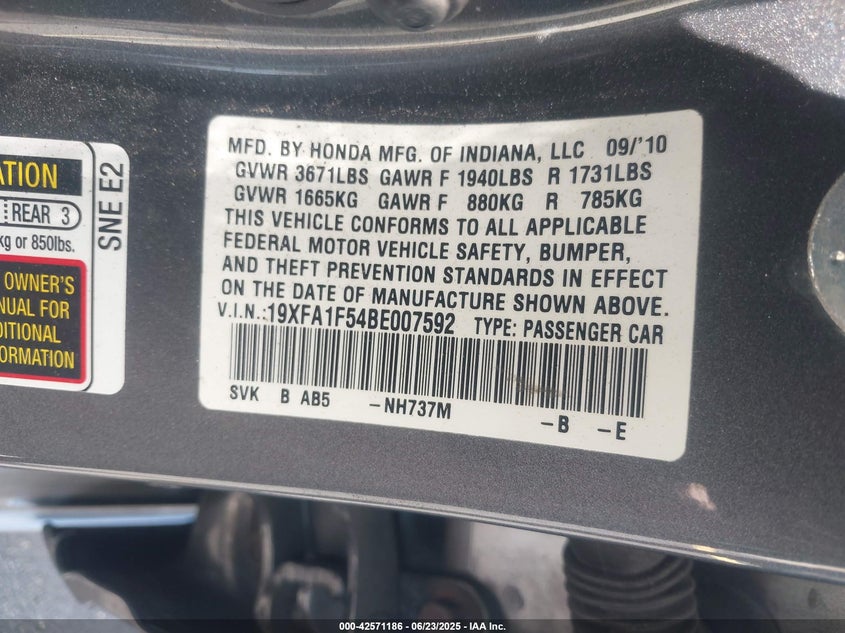 ATION
REAR 3
kg or 850lbs.
OWNER'S
NUAL FOR
DITIONAL
FORMATION
SNE E2
MFD. BY HONDA MFG. OF INDIANA, LLC 09/'10
GVWR 3671LBS GAWR F 1940LBS R 1731LBS
GVWR 1665KG GAWR F 880KG R 785KG
THIS VEHICLE CONFORMS TO ALL APPLICABLE
FEDERAL MOTOR VEHICLE SAFETY, BUMPER,
AND THEFT PREVENTION STANDARDS IN EFFECT
ON THE DATE OF MANUFACTURE SHOWN ABOVE.
V.I.N.:19XFA1F54BE007592 TYPE: PASSENGER CAR
SVK B AB5 -NH737M -B -E
000-42571186 - 06/23/2025 - IAA Inc.